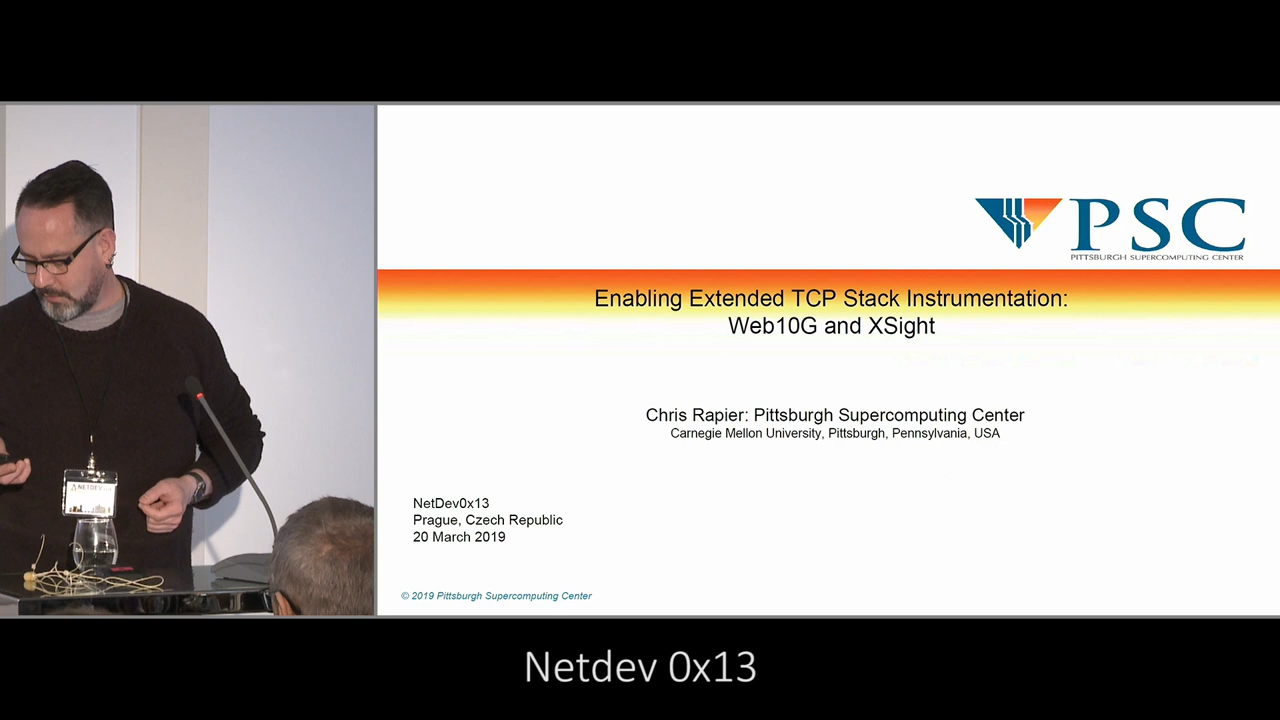 PSC
PITTSBURGH SUPERCOMPUTING CENTER
Enabling Extended TCP Stack Instrumentation:
Web10G and XSight
Chris Rapier: Pittsburgh Supercomputing Center
Carnegie Mellon University, Pittsburgh, Pennsylvania, USA
NETDEV
NetDev0x13
Prague, Czech Republic
20 March 2019
© 2019 Pittsburgh Supercomputing Center
Netdev 0x13